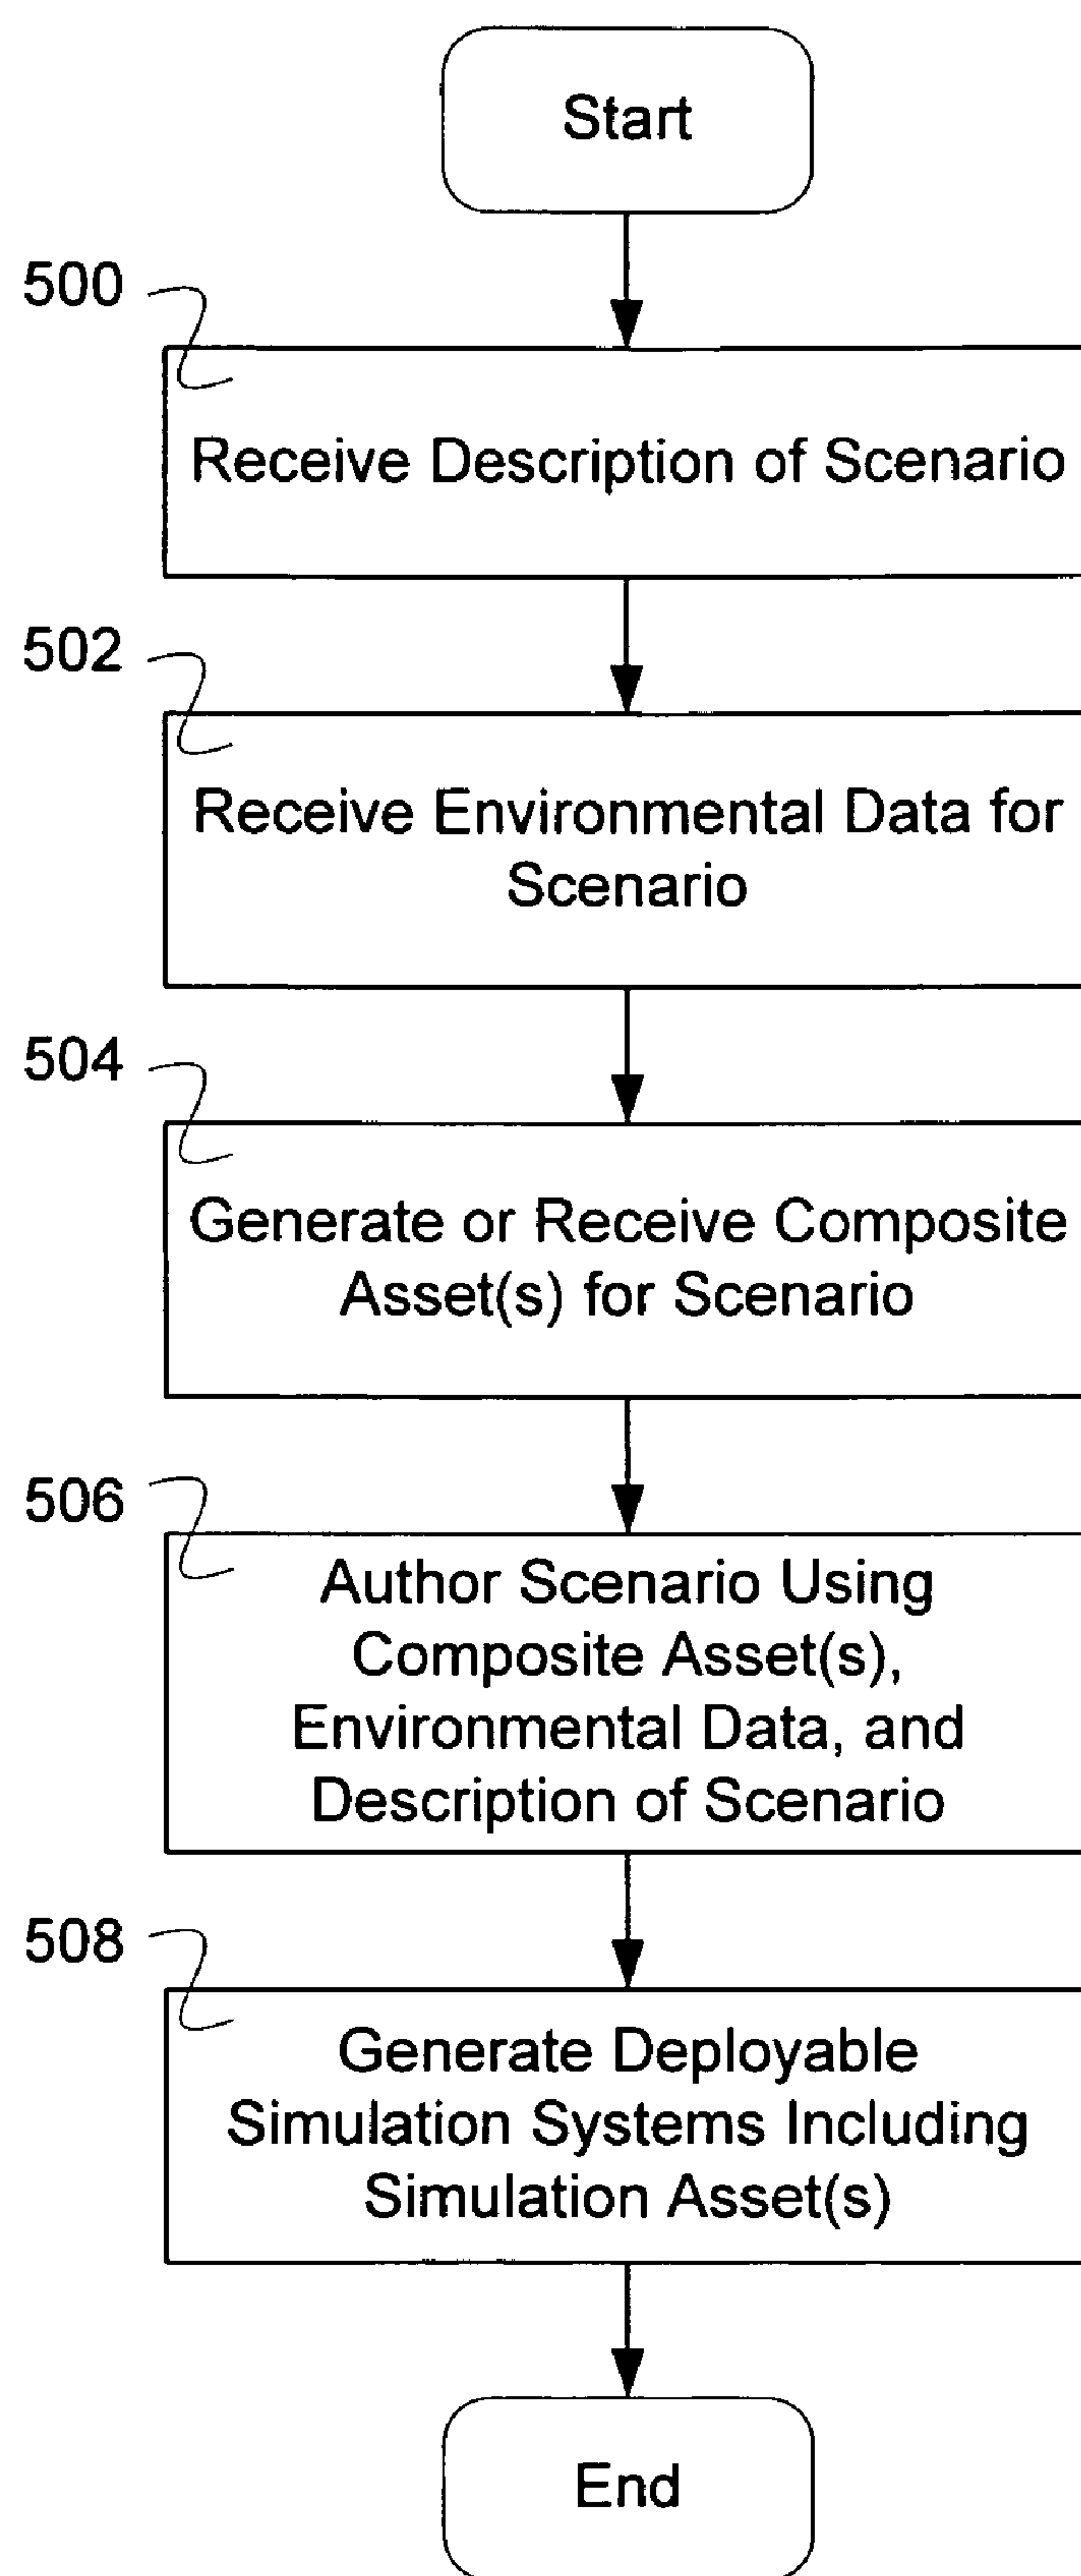 Start
500
Receive Description of Scenario
502
Receive Environmental Data for
Scenario
504
Generate or Receive Composite
Asset(s) for Scenario
506
Author Scenario Using
Composite Asset(s),
Environmental Data, and
Description of Scenario
508
Generate Deployable
Simulation Systems Including
Simulation Asset(s)
End